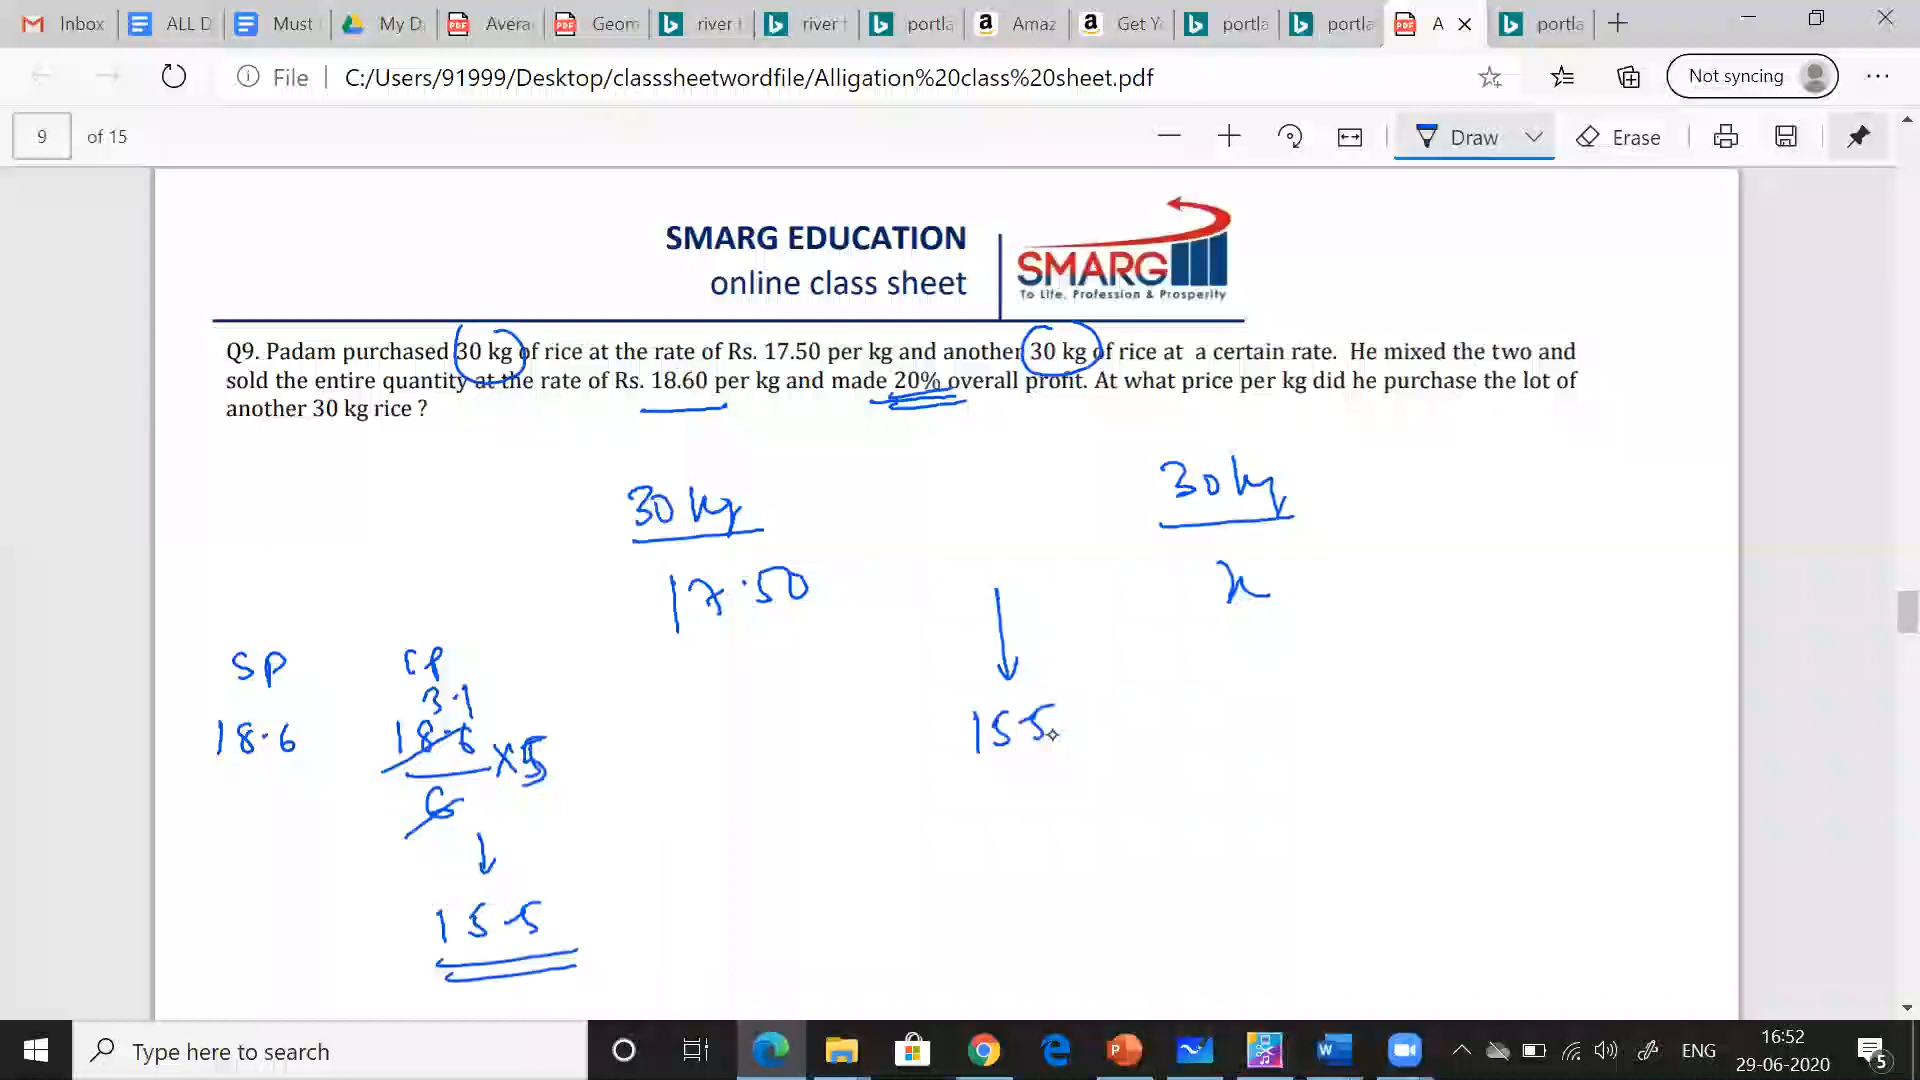 Inbox ALL D Must My D Avera Geom river river portla Amaz Get Y portla portla A portla
File C:/Users/91999/Desktop/classsheetwordfile/Alligation%20class%20sheet.pdf Not syncing
9 of 15 Draw Erase
SMARG EDUCATION
online class sheet
SMARG
To Life, Profession & Prosperity
Q9. Padam purchased 30 kg of rice at the rate of Rs. 17.50 per kg and another 30 kg of rice at a certain rate. He mixed the two and
sold the entire quantity at the rate of Rs. 18.60 per kg and made 20% overall profit. At what price per kg did he purchase the lot of
another 30 kg rice ?
30 kg 30 kg
17.50 x
SP CP
3.1
18.6 18.6 x5 15.5
6
15.5
Type here to search ENG 16:52
29-06-2020 5